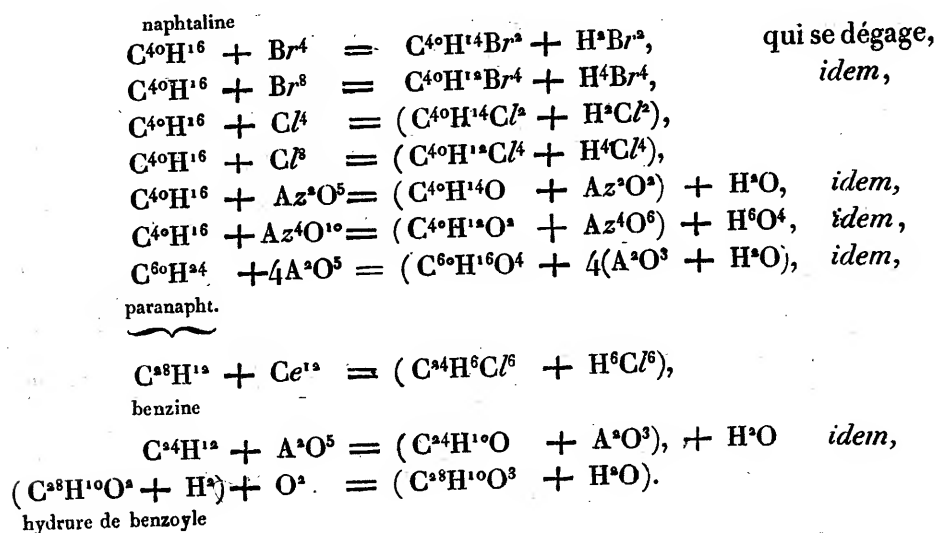 naphtaline
C⁴⁰H¹⁶ + Br⁴ = C⁴⁰H¹⁴Br² + H²Br², qui se dégage,
C⁴⁰H¹⁶ + Br⁸ = C⁴⁰H¹²Br⁴ + H⁴Br⁴, idem,
C⁴⁰H¹⁶ + Cl⁴ = (C⁴⁰H¹⁴Cl² + H²Cl²),
C⁴⁰H¹⁶ + Cl⁸ = (C⁴⁰H¹²Cl⁴ + H⁴Cl⁴),
C⁴⁰H¹⁶ + Az²O⁵ = (C⁴⁰H¹⁴O + Az²O²) + H²O, idem,
C⁴⁰H¹⁶ + Az⁴O¹⁰ = (C⁴⁰H¹²O² + Az⁴O⁶) + H⁶O⁴, idem,
C⁶⁰H²⁴ + 4A²O⁵ = (C⁶⁰H¹⁶O⁴ + 4(A²O³ + H²O), idem,
paranapht.
C²⁸H¹² + Ce¹² = (C²⁴H⁶Cl⁶ + H⁶Cl⁶),
benzine
C²⁴H¹² + A²O⁵ = (C²⁴H¹⁰O + A²O³), + H²O idem,
(C²⁸H¹⁰O² + H²) + O² = (C²⁸H¹⁰O³ + H²O).
hydrure de benzoyle